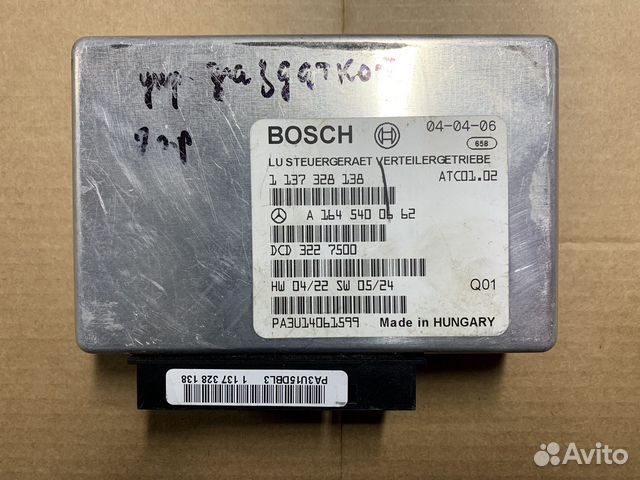 упр. раздаткой
BOSCH 04-04-06
658
LU STEUERGERAET VERTEILERGETRIEBE
1 137 328 138 ATC01.02
A 164 540 06 62
DCD 322 7500
HW 04/22 SW 05/24 Q01
PA3U14061599 Made in HUNGARY
PA3U15DBL3 1 137 328 138
Avito